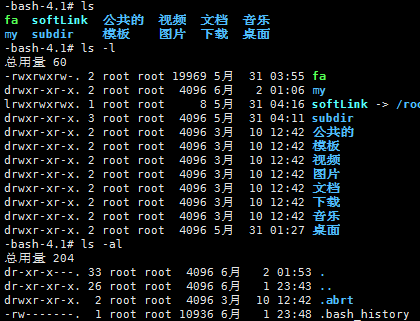 -bash-4.1# ls
fa softLink 公共的 视频 文档 音乐
my subdir 模板 图片 下载 桌面
-bash-4.1# ls -l
总用量 60
-rwxrwxrw-. 2 root root 19969 5月 31 03:55 fa
drwxr-xr-x. 2 root root 4096 6月 2 01:06 my
lrwxrwxrwx. 1 root root 8 5月 31 04:16 softLink -> /roo
drwxr-xr-x. 3 root root 4096 5月 31 04:11 subdir
drwxr-xr-x. 2 root root 4096 3月 10 12:42 公共的
drwxr-xr-x. 2 root root 4096 3月 10 12:42 模板
drwxr-xr-x. 2 root root 4096 3月 10 12:42 视频
drwxr-xr-x. 2 root root 4096 3月 10 12:42 图片
drwxr-xr-x. 2 root root 4096 3月 10 12:42 文档
drwxr-xr-x. 2 root root 4096 3月 10 12:42 下载
drwxr-xr-x. 2 root root 4096 3月 10 12:42 音乐
drwxr-xr-x. 2 root root 4096 5月 31 01:27 桌面
-bash-4.1# ls -al
总用量 204
dr-xr-x---. 33 root root 4096 6月 2 01:53 .
dr-xr-xr-x. 26 root root 4096 6月 1 23:43 ..
drwxr-xr-x. 2 root root 4096 3月 10 12:42 .abrt
-rw-------. 1 root root 10936 6月 1 23:48 .bash_history